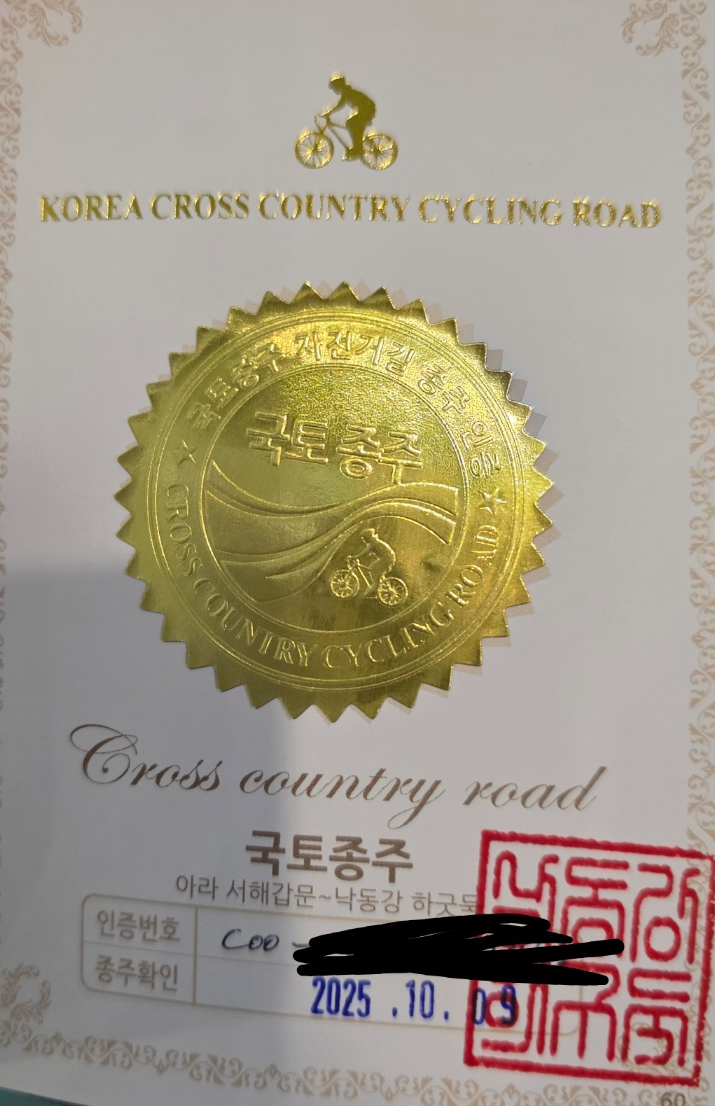 KOREA CROSS COUNTRY CYCLING ROAD
국토종주 자전거길 종주 인증
국토종주
CROSS COUNTRY CYCLING ROAD
Cross country road
국토종주
아라 서해갑문~낙동강 하굿둑
인증번호 C00 -
종주확인 2025 .10. 09
60